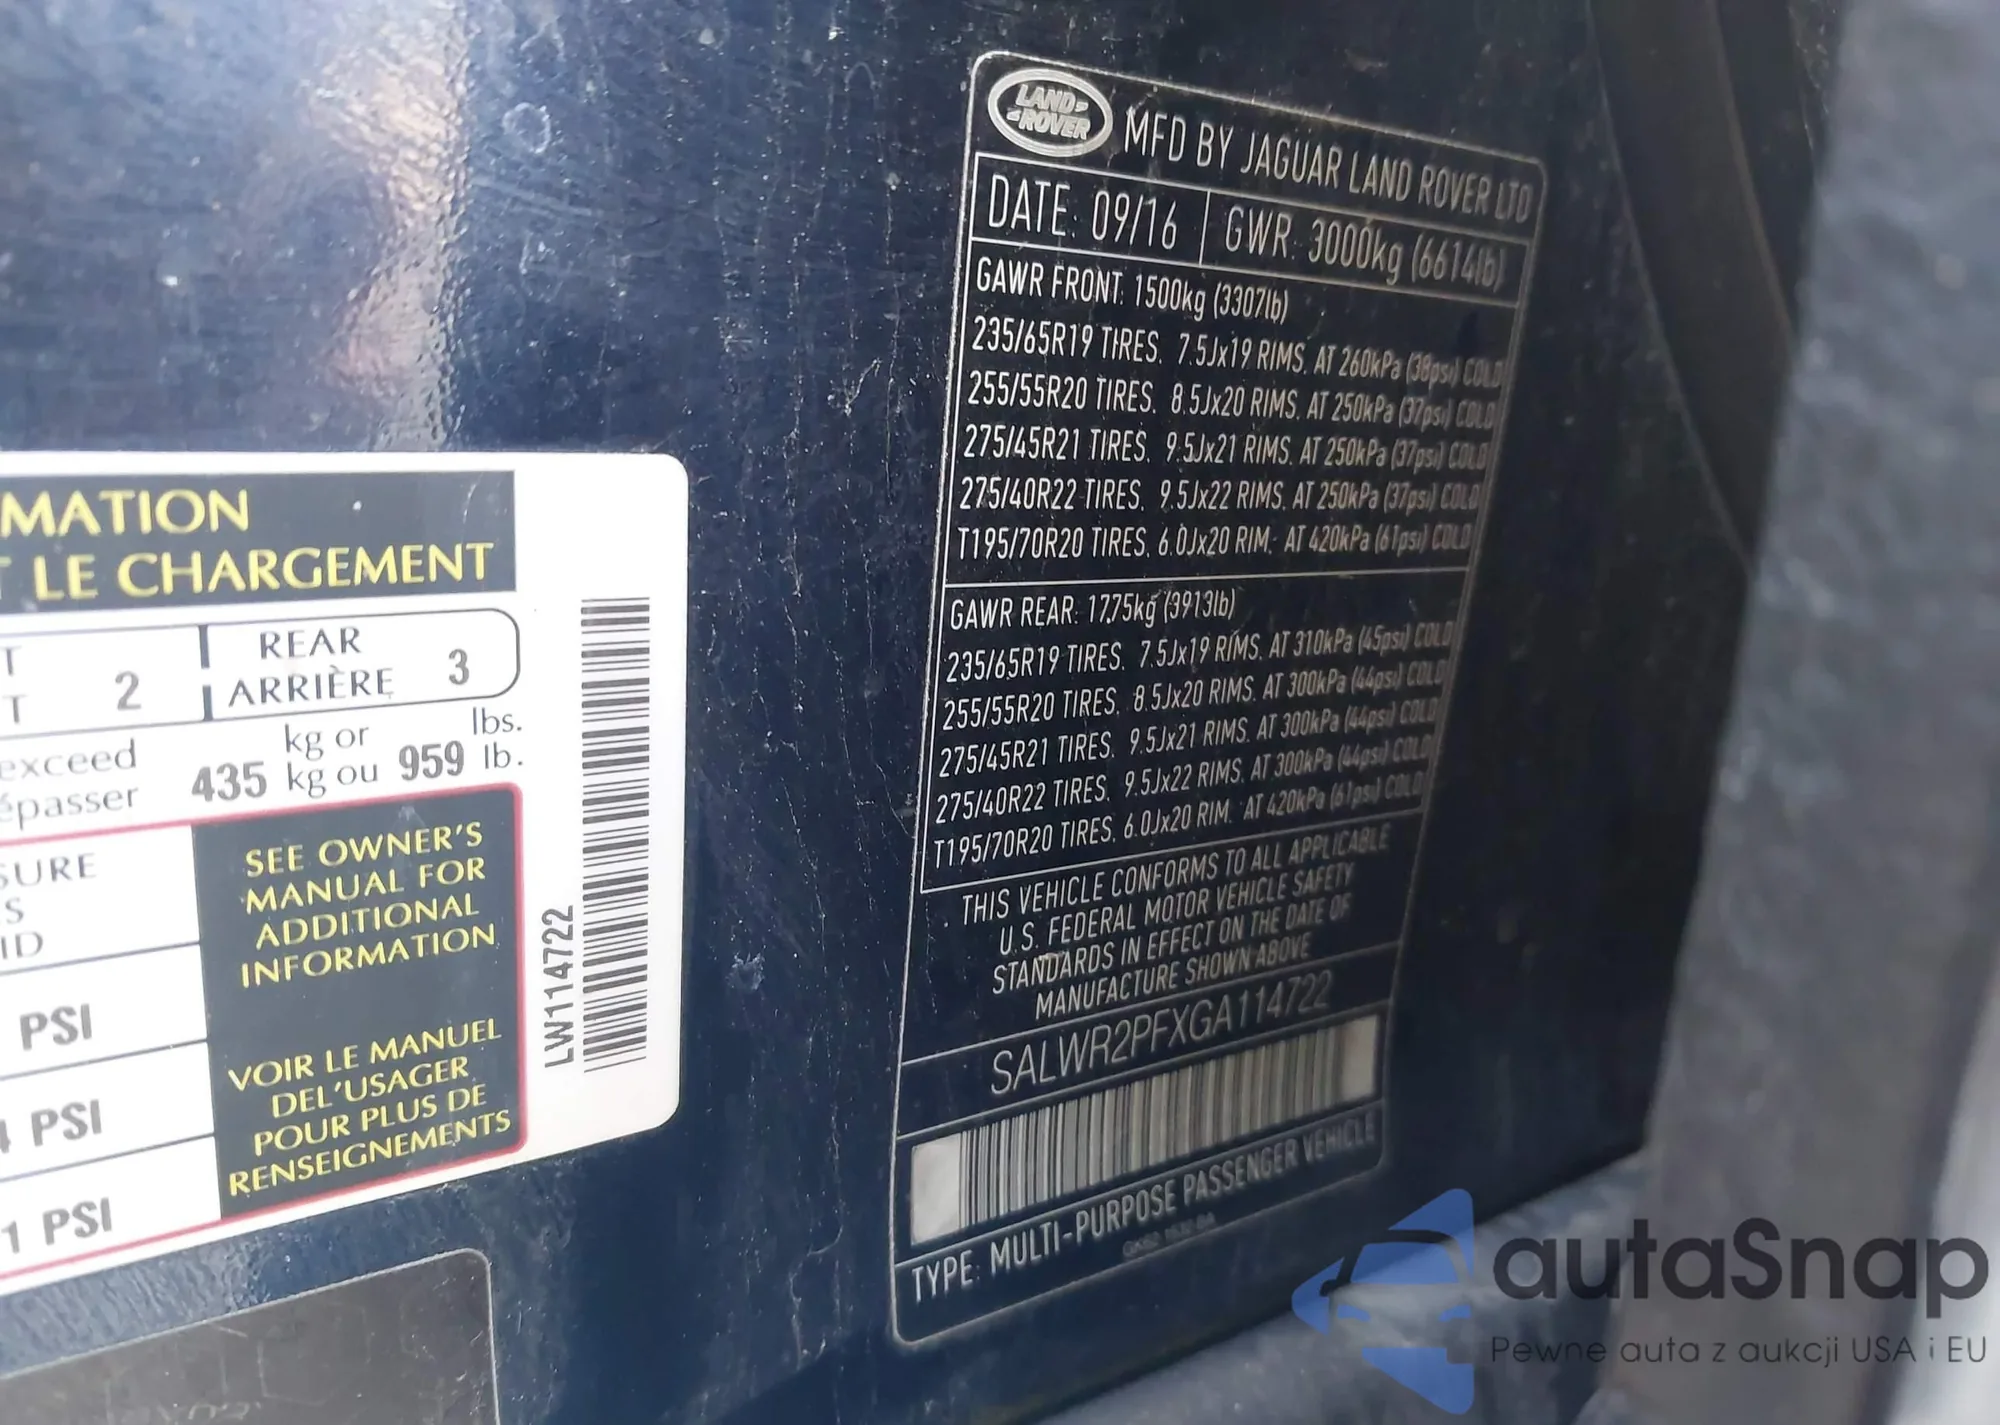 MATION
T LE CHARGEMENT
T
T
2
REAR
ARRIÈRE
3
exceed
épasser
435
kg or
kg ou
959
lbs.
lb.
SURE
S
ID
PSI
4 PSI
1 PSI
SEE OWNER'S
MANUAL FOR
ADDITIONAL
INFORMATION
VOIR LE MANUEL
DEL'USAGER
POUR PLUS DE
RENSEIGNEMENTS
LW114722
LAND
ROVER
MFD BY JAGUAR LAND ROVER LTD
DATE: 09/16 GWR: 3000kg (6614lb)
GAWR FRONT: 1500kg (3307lb)
235/65R19 TIRES. 7.5Jx19 RIMS. AT 260kPa (38psi) COLD
255/55R20 TIRES. 8.5Jx20 RIMS. AT 250kPa (37psi) COLD
275/45R21 TIRES. 9.5Jx21 RIMS. AT 250kPa (37psi) COLD
275/40R22 TIRES. 9.5Jx22 RIMS. AT 250kPa (37psi) COLD
T195/70R20 TIRES. 6.0Jx20 RIM. AT 420kPa (61psi) COLD
GAWR REAR: 1775kg (3913lb)
235/65R19 TIRES. 7.5Jx19 RIMS. AT 310kPa (45psi) COLD
255/55R20 TIRES. 8.5Jx20 RIMS. AT 300kPa (44psi) COLD
275/45R21 TIRES. 9.5Jx21 RIMS. AT 300kPa (44psi) COLD
275/40R22 TIRES. 9.5Jx22 RIMS. AT 300kPa (44psi) COLD
T195/70R20 TIRES. 6.0Jx20 RIM. AT 420kPa (61psi) COLD
THIS VEHICLE CONFORMS TO ALL APPLICABLE
U.S. FEDERAL MOTOR VEHICLE SAFETY
STANDARDS IN EFFECT ON THE DATE OF
MANUFACTURE SHOWN ABOVE
SALWR2PFXGA114722
TYPE: MULTI-PURPOSE PASSENGER VEHICLE
autaSnap
Pewne auta z aukcji USA i EU